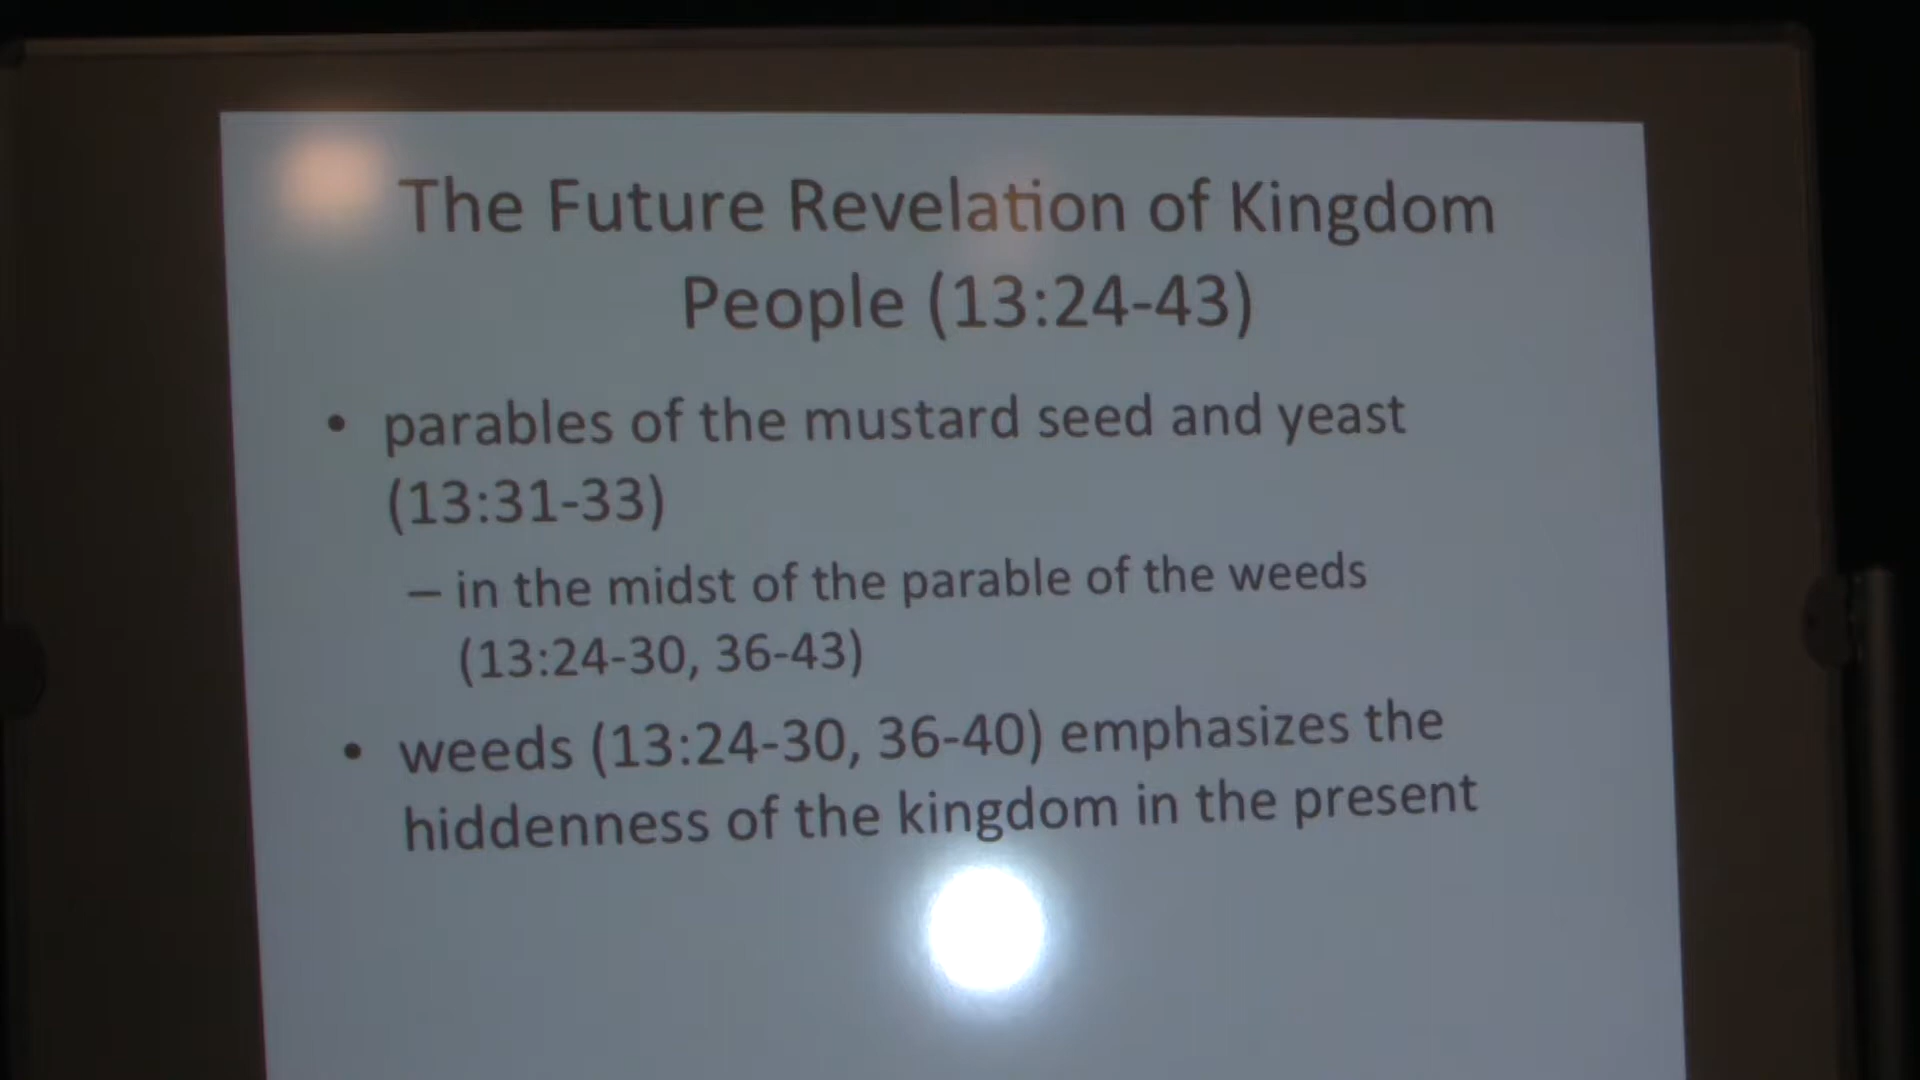 The Future Revelation of Kingdom
People (13:24-43)
• parables of the mustard seed and yeast
(13:31-33)
– in the midst of the parable of the weeds
(13:24-30, 36-43)
• weeds (13:24-30, 36-40) emphasizes the
hiddenness of the kingdom in the present